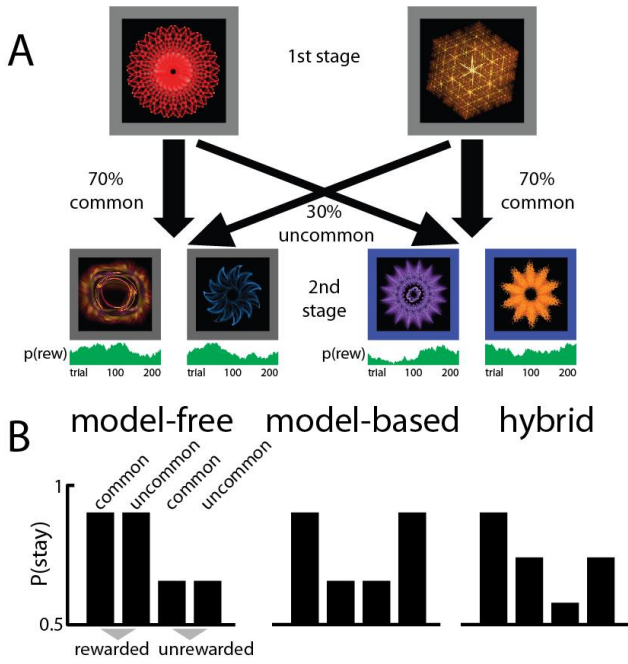 A
1st stage
70%
common
30%
uncommon
70%
common
2nd
stage
p(rew)
trial 100 200
trial 100 200
p(rew)
trial 100 200
trial 100 200
B
model-free
model-based
hybrid
common
uncommon
common
uncommon
1
P(stay)
0.5
rewarded
unrewarded